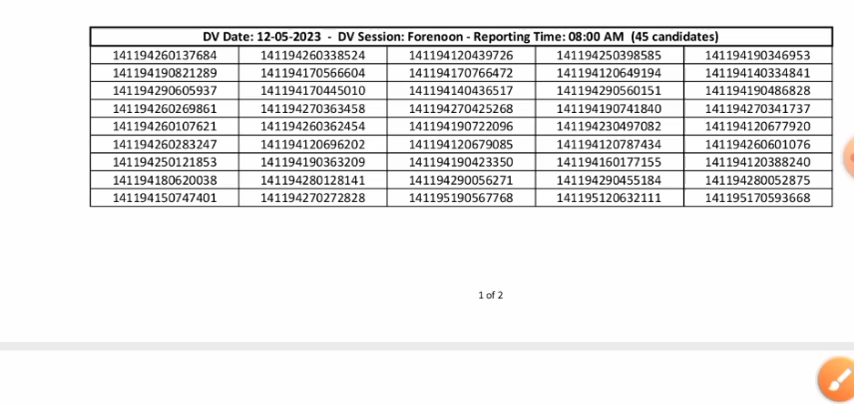 DV Date: 12-05-2023 - DV Session: Forenoon - Reporting Time: 08:00 AM (45 candidates)
141194260137684 141194260338524 141194120439726 141194250398585 141194190346953
141194190821289 141194170566604 141194170766472 141194120649194 141194140334841
141194290605937 141194170445010 141194140436517 141194290560151 141194190486828
141194260269861 141194270363458 141194270425268 141194190741840 141194270341737
141194260107621 141194260362454 141194190722096 141194230497082 141194120677920
141194260283247 141194120696202 141194120679085 141194120787434 141194260601076
141194250121853 141194190363209 141194190423350 141194160177155 141194120388240
141194180620038 141194280128141 141194290056271 141194290455184 141194280052875
141194150747401 141194270272828 141195190567768 141195120632111 141195170593668
1 of 2